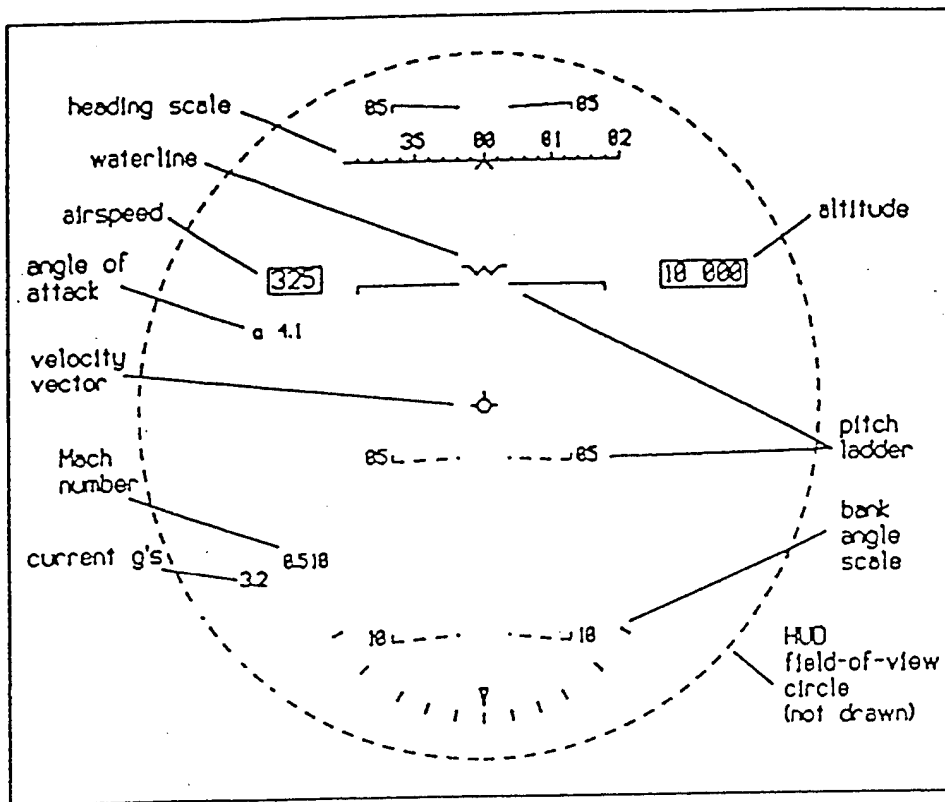 heading scale
05 05
35 00 01 02
waterline
airspeed
altitude
325
10 000
angle of
attack
α 4.1
velocity
vector
05 05
pitch
ladder
Mach
number
0.510
current g's
3.2
bank
angle
scale
10 10
HUD
field-of-view
circle
(not drawn)